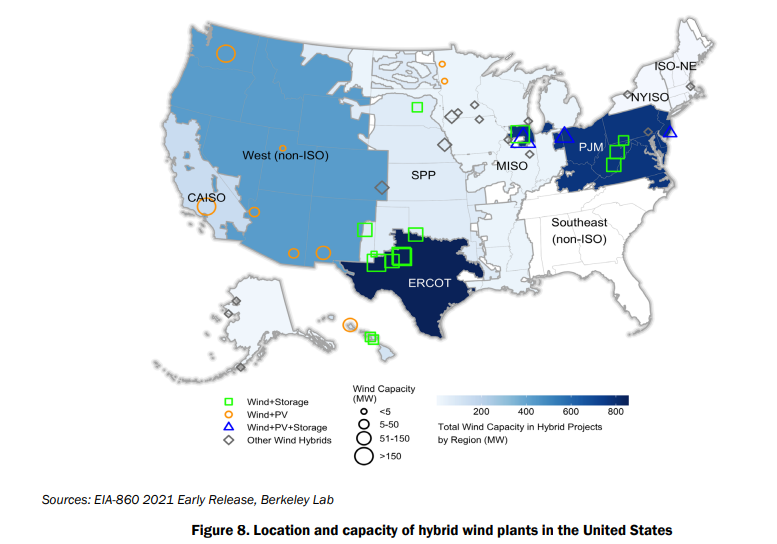 ISO-NE
NYISO
PJM
West (non-ISO)
MISO
SPP
CAISO
Southeast
(non-ISO)
ERCOT
Wind+Storage
Wind+PV
Wind+PV+Storage
Other Wind Hybrids
Wind Capacity
(MW)
<5
5-50
51-150
>150
200 400 600 800
Total Wind Capacity in Hybrid Projects
by Region (MW)
Sources: EIA-860 2021 Early Release, Berkeley Lab
Figure 8. Location and capacity of hybrid wind plants in the United States